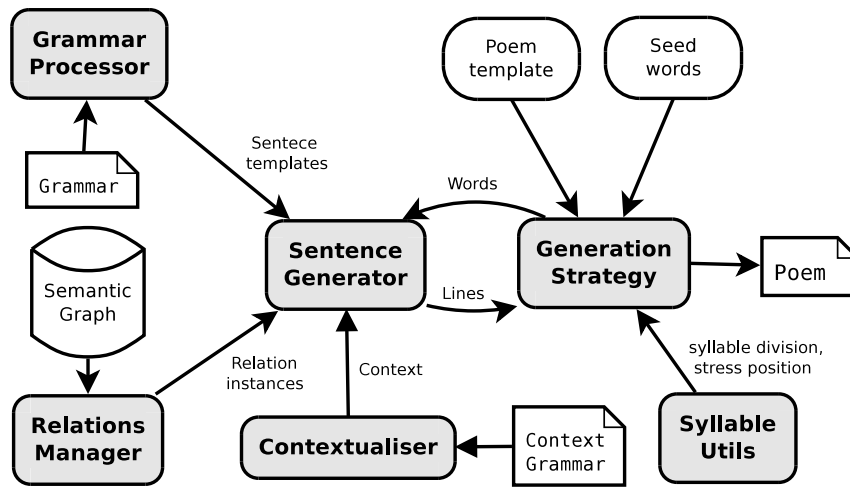 Grammar
Processor
Poem
template
Seed
words
Sentece
templates
Grammar
Words
Sentence
Generator
Generation
Strategy
Poem
Semantic
Graph
Lines
Relation
instances
Context
syllable division,
stress position
Relations
Manager
Contextualiser
Context
Grammar
Syllable
Utils